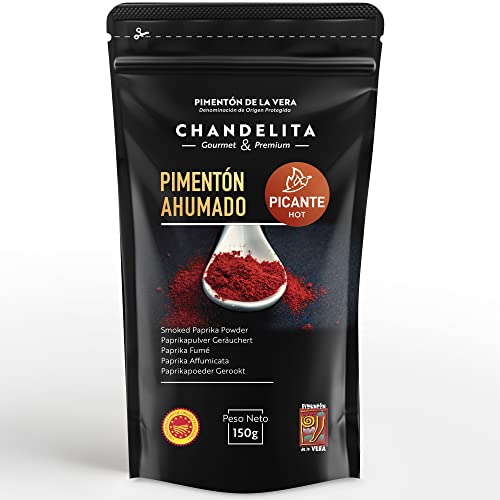 PIMENTÓN DE LA VERA
Denominación de Origen Protegida
CHANDELITA
Gourmet & Premium
PIMENTÓN
AHUMADO
PICANTE
HOT
Smoked Paprika Powder
Paprikapulver Geräuchert
Paprika Fumé
Paprika Affumicata
Paprikapoeder Gerookt
Peso Neto
150g
PIMENTÓN
de la VERA